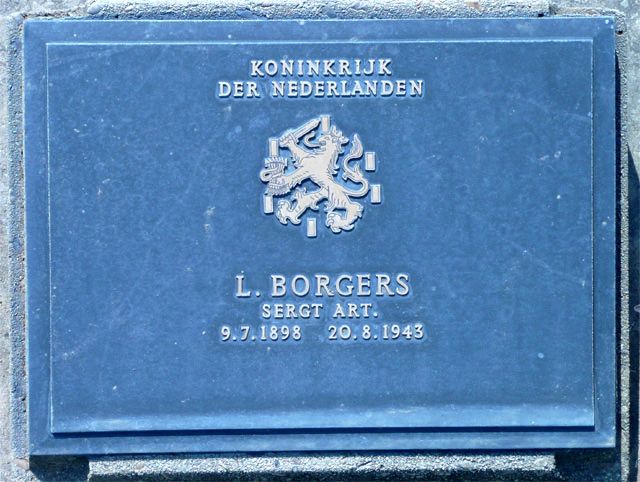 KONINKRIJK
DER NEDERLANDEN
L. BORGERS
SERGT ART.
9.7.1898 20.8.1943